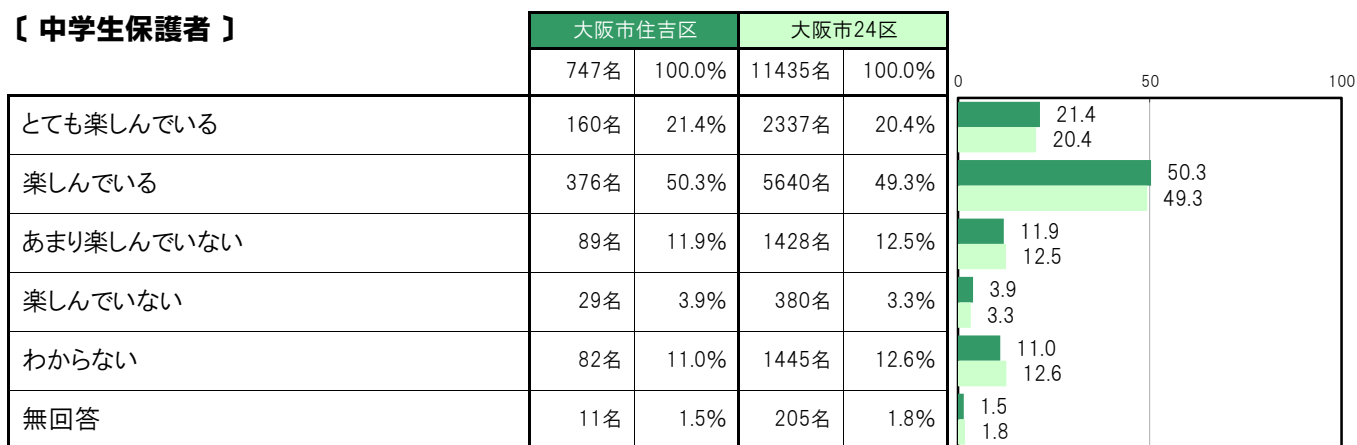 〔 中学生保護者 〕
大阪市住吉区 大阪市24区
747名 100.0% 11435名 100.0%
0 50 100
とても楽しんでいる 160名 21.4% 2337名 20.4%
21.4
20.4
楽しんでいる 376名 50.3% 5640名 49.3%
50.3
49.3
あまり楽しんでいない 89名 11.9% 1428名 12.5%
11.9
12.5
楽しんでいない 29名 3.9% 380名 3.3%
3.9
3.3
わからない 82名 11.0% 1445名 12.6%
11.0
12.6
無回答 11名 1.5% 205名 1.8%
1.5
1.8